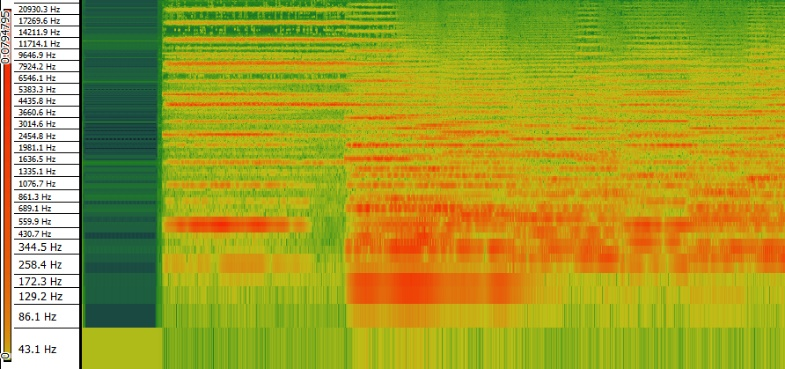 20930.3 Hz
17269.6 Hz
14211.9 Hz
11714.1 Hz
9646.9 Hz
7924.2 Hz
6546.1 Hz
5383.3 Hz
4435.8 Hz
3660.6 Hz
3014.6 Hz
2454.8 Hz
1981.1 Hz
1636.5 Hz
1335.1 Hz
1076.7 Hz
861.3 Hz
689.1 Hz
559.9 Hz
430.7 Hz
344.5 Hz
258.4 Hz
172.3 Hz
129.2 Hz
86.1 Hz
43.1 Hz
0.0794795
0